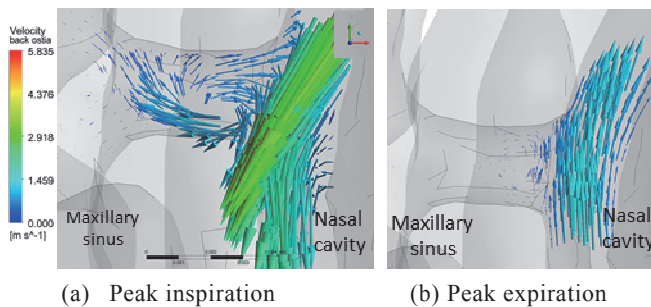 Velocity
back ostia
5.835
4.376
2.918
1.459
0.000
[m s^-1]
Maxillary
sinus
Nasal
cavity
Maxillary
sinus
Nasal
cavity
(a) Peak inspiration
(b) Peak expiration